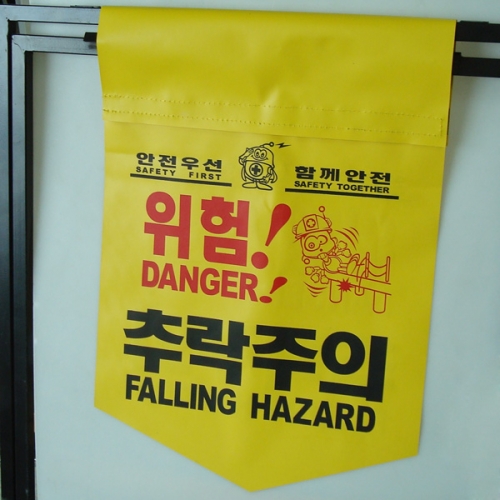 안전우선
SAFETY FIRST
함께안전
SAFETY TOGETHER
위험!
DANGER!
추락주의
FALLING HAZARD